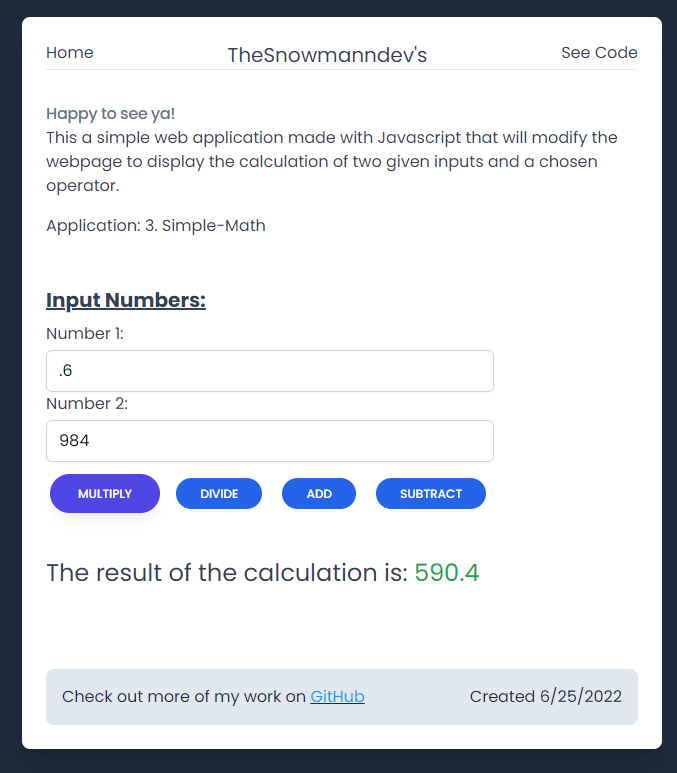 Home TheSnowmanndev's See Code
Happy to see ya!
This a simple web application made with Javascript that will modify the
webpage to display the calculation of two given inputs and a chosen
operator.
Application: 3. Simple-Math
Input Numbers:
Number 1:
.6
Number 2:
984
MULTIPLY DIVIDE ADD SUBTRACT
The result of the calculation is: 590.4
Check out more of my work on GitHub Created 6/25/2022